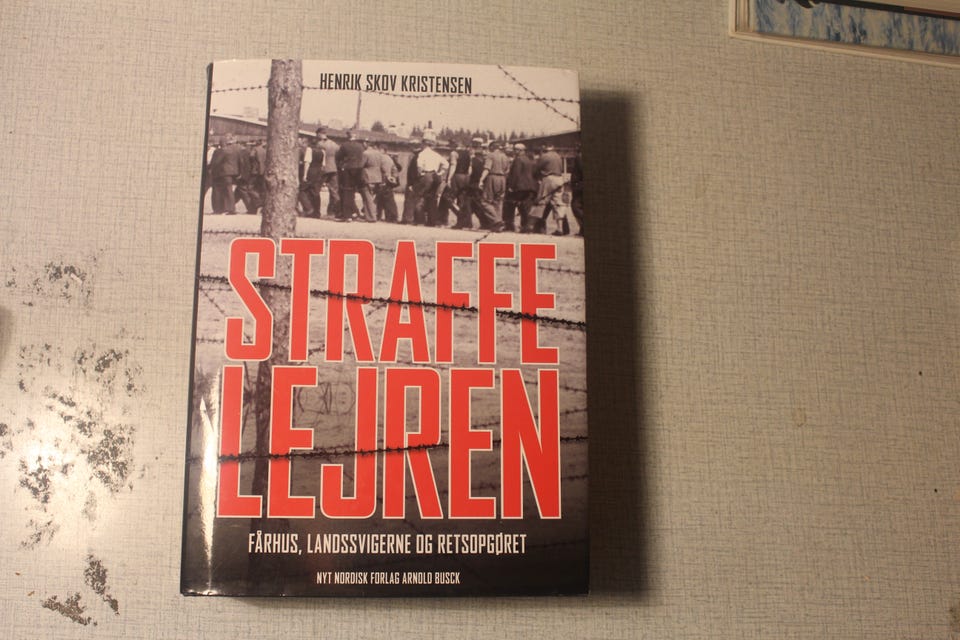 HENRIK SKOV KRISTENSEN
STRAFFE
LEJREN
FÅRHUS, LANDSSVIGERNE OG RETSOPGØRET
NYT NORDISK FORLAG ARNOLD BUSCK